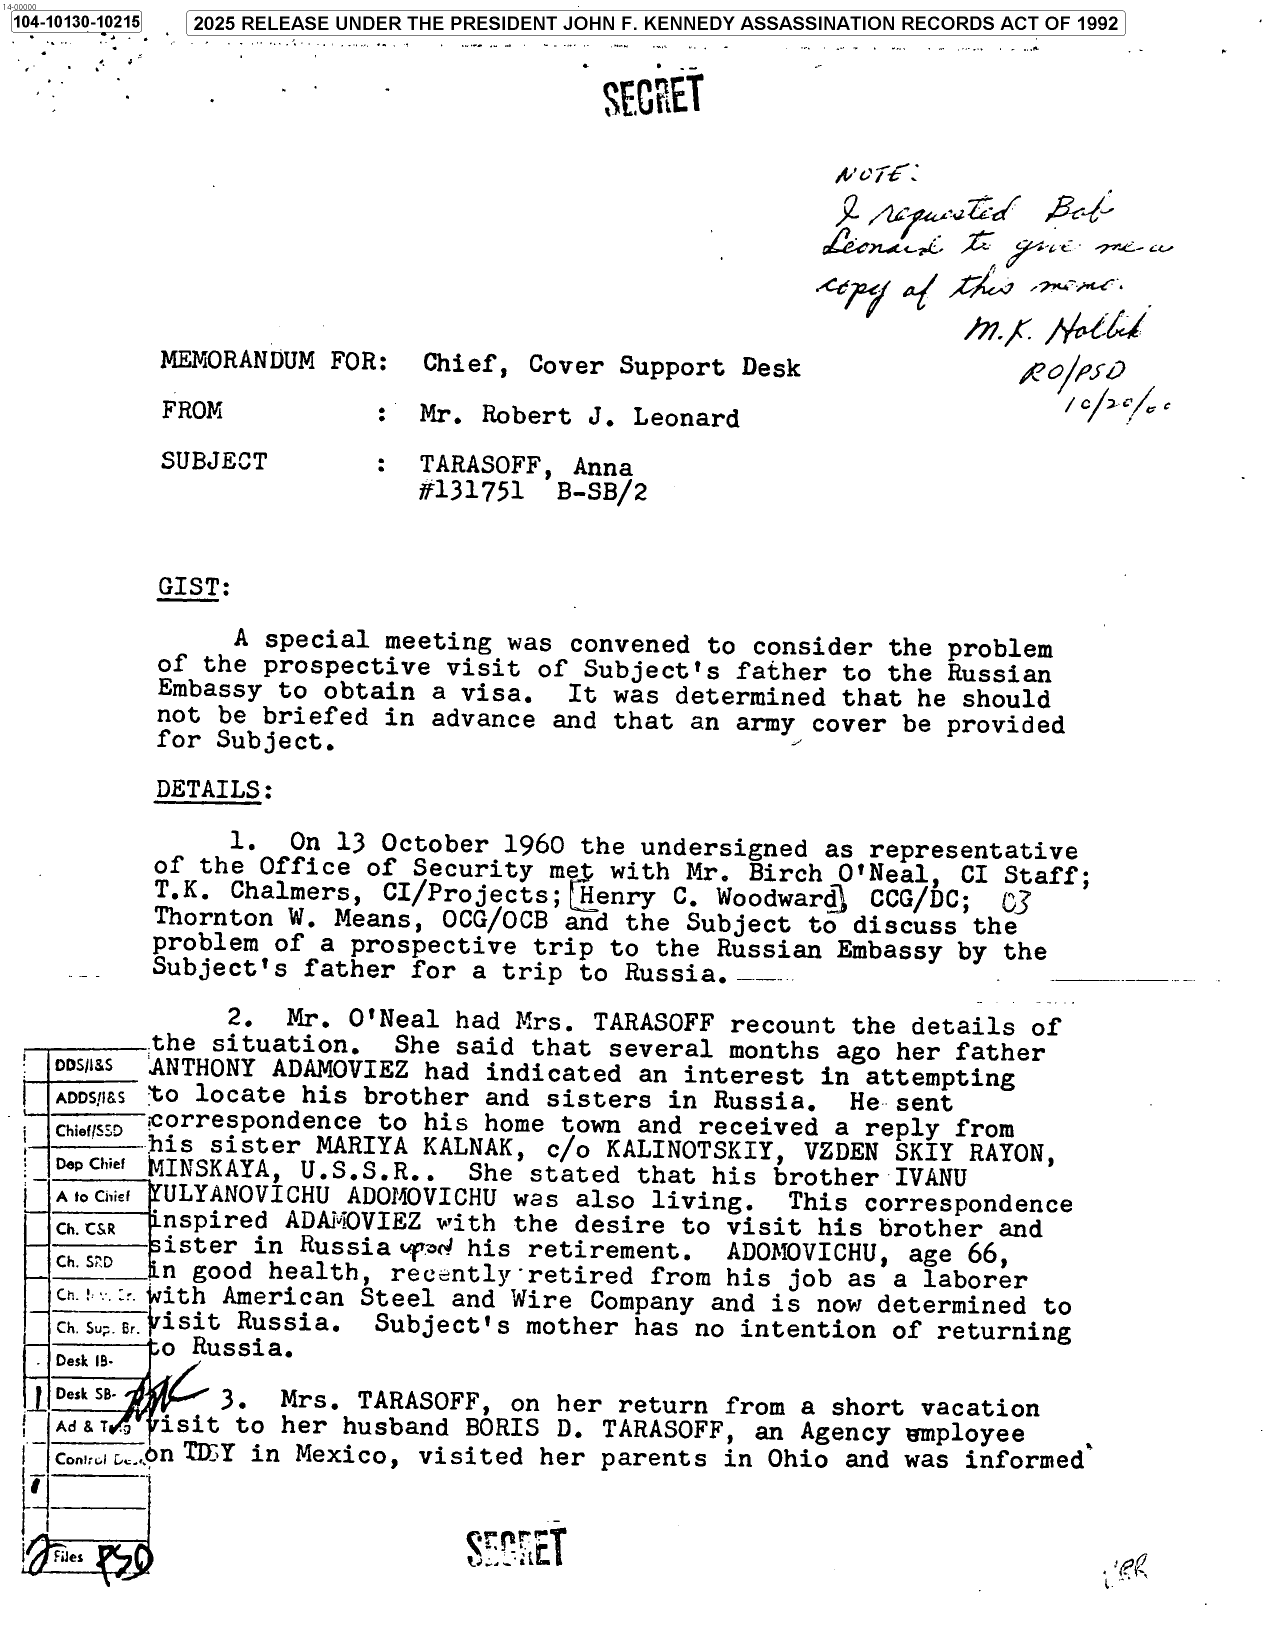 14-00000
104-10130-10215
2025 RELEASE UNDER THE PRESIDENT JOHN F. KENNEDY ASSASSINATION RECORDS ACT OF 1992
SECRET
NOTE:
I requested Bob
Leonard to give me a
copy of this memo.
M.K. Holbik
RO/PSD
10/20/60
MEMORANDUM FOR: Chief, Cover Support Desk
FROM : Mr. Robert J. Leonard
SUBJECT : TARASOFF, Anna
#131751 B-SB/2
GIST:
A special meeting was convened to consider the problem
of the prospective visit of Subject's father to the Russian
Embassy to obtain a visa. It was determined that he should
not be briefed in advance and that an army cover be provided
for Subject.
DETAILS:
1. On 13 October 1960 the undersigned as representative
of the Office of Security met with Mr. Birch O'Neal, CI Staff;
T.K. Chalmers, CI/Projects; [Henry C. Woodward] CCG/DC; 03
Thornton W. Means, OCG/OCB and the Subject to discuss the
problem of a prospective trip to the Russian Embassy by the
Subject's father for a trip to Russia.
2. Mr. O'Neal had Mrs. TARASOFF recount the details of
the situation. She said that several months ago her father
ANTHONY ADAMOVIEZ had indicated an interest in attempting
to locate his brother and sisters in Russia. He sent
correspondence to his home town and received a reply from
his sister MARIYA KALNAK, c/o KALINOTSKIY, VZDEN SKIY RAYON,
MINSKAYA, U.S.S.R.. She stated that his brother IVANU
YULYANOVICHU ADOMOVICHU was also living. This correspondence
inspired ADAMOVIEZ with the desire to visit his brother and
sister in Russia upon his retirement. ADOMOVICHU, age 66,
in good health, recently retired from his job as a laborer
with American Steel and Wire Company and is now determined to
visit Russia. Subject's mother has no intention of returning
to Russia.
3. Mrs. TARASOFF, on her return from a short vacation
visit to her husband BORIS D. TARASOFF, an Agency employee
on TDY in Mexico, visited her parents in Ohio and was informed
DDS/I&S
ADDS/I&S
Chief/SSD
Dep Chief
A to Chief
Ch. C&R
Ch. SRD
Ch.
Ch. Sup. Br.
Desk IB-
1 Desk SB-
Ad & Trng
Control
1
2 Files PSD
SECRET